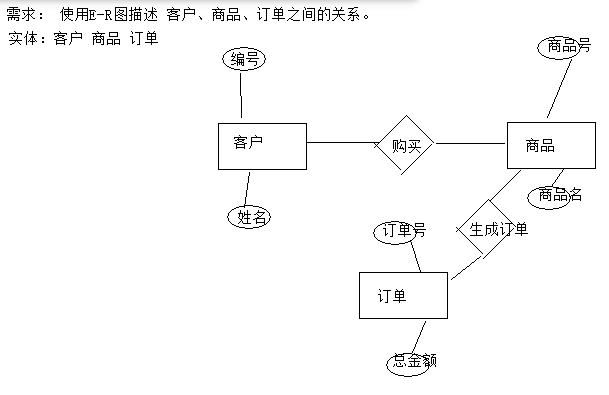 需求： 使用E-R图描述 客户、商品、订单之间的关系。
实体：客户 商品 订单
编号
商品号
客户
购买
商品
商品名
姓名
订单号
生成订单
订单
总金额